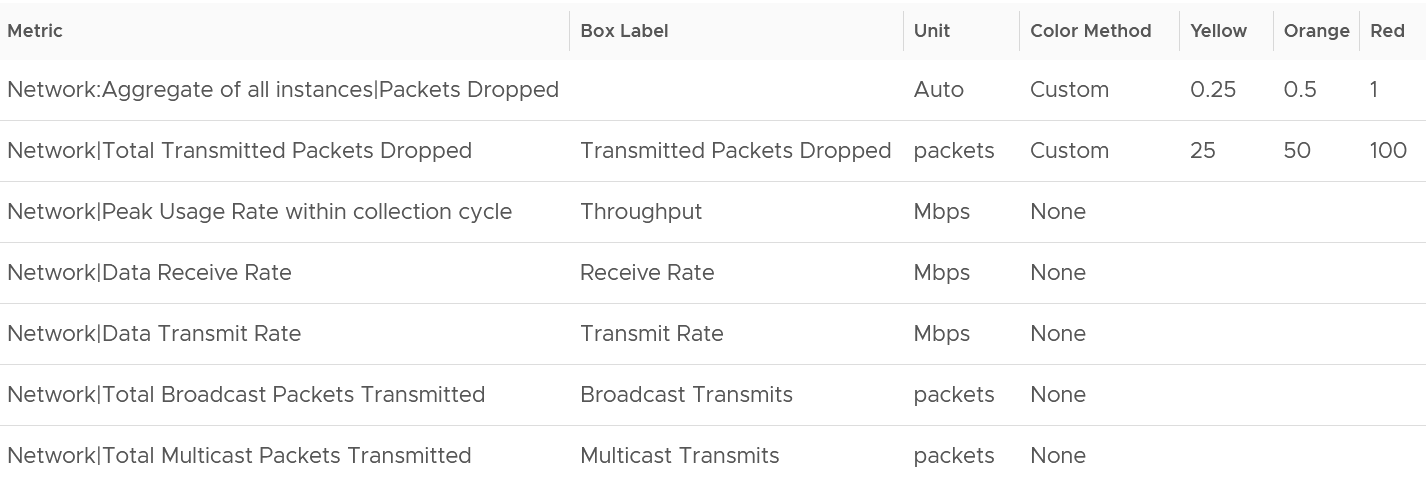 Metric Box Label Unit Color Method Yellow Orange Red
Network:Aggregate of all instances|Packets Dropped Auto Custom 0.25 0.5 1
Network|Total Transmitted Packets Dropped Transmitted Packets Dropped packets Custom 25 50 100
Network|Peak Usage Rate within collection cycle Throughput Mbps None
Network|Data Receive Rate Receive Rate Mbps None
Network|Data Transmit Rate Transmit Rate Mbps None
Network|Total Broadcast Packets Transmitted Broadcast Transmits packets None
Network|Total Multicast Packets Transmitted Multicast Transmits packets None